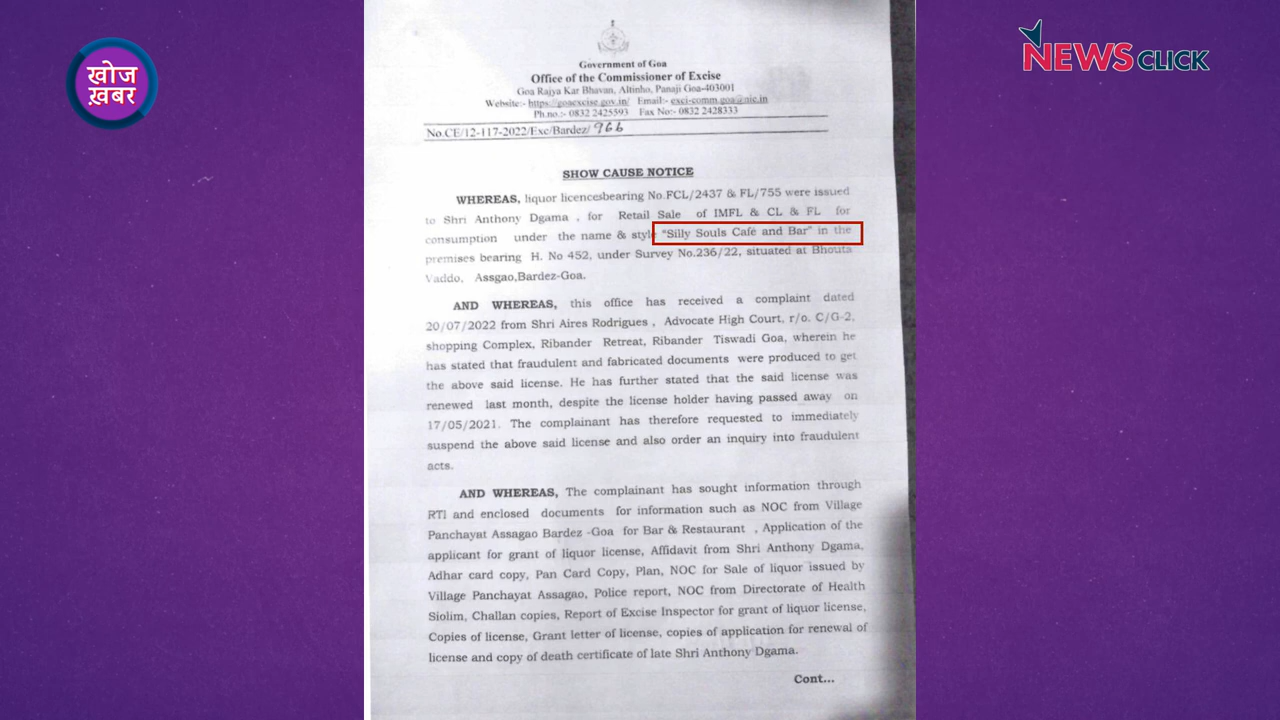 खोज
ख़बर
NEWSCLICK
Government of Goa
Office of the Commissioner of Excise
Goa Rajya Kar Bhavan, Altinho, Panaji Goa-403001
Website:- https://goaexcise.gov.in/ Email:- exci-comm.goa@nic.in
Ph.no.:- 0832 2425593 Fax No:- 0832 2428333
No.CE/12-117-2022/Exc/Bardez/ 966
SHOW CAUSE NOTICE
WHEREAS, liquor licencesbearing No.FCL/2437 & FL/755 were issued
to Shri Anthony Dgama , for Retail Sale of IMFL & CL & FL for
consumption under the name & style "Silly Souls Cafe and Bar" in the
premises bearing H. No 452, under Survey No.236/22, situated at Bhouta
Vaddo, Assgao,Bardez-Goa.
AND WHEREAS, this office has received a complaint dated
20/07/2022 from Shri Aires Rodrigues , Advocate High Court, r/o. C/G-2,
shopping Complex, Ribander Retreat, Ribander Tiswadi Goa, wherein he
has stated that fraudulent and fabricated documents were produced to get
the above said license. He has further stated that the said license was
renewed last month, despite the license holder having passed away on
17/05/2021. The complainant has therefore requested to immediately
suspend the above said license and also order an inquiry into fraudulent
acts.
AND WHEREAS, The complainant has sought information through
RTI and enclosed documents for information such as NOC from Village
Panchayat Assagao Bardez -Goa for Bar & Restaurant , Application of the
applicant for grant of liquor license, Affidavit from Shri Anthony Dgama,
Adhar card copy, Pan Card Copy, Plan, NOC for Sale of liquor issued by
Village Panchayat Assagao, Police report, NOC from Directorate of Health
Siolim, Challan copies, Report of Excise Inspector for grant of liquor license,
Copies of license, Grant letter of license, copies of application for renewal of
license and copy of death certificate of late Shri Anthony Dgama.
Cont...